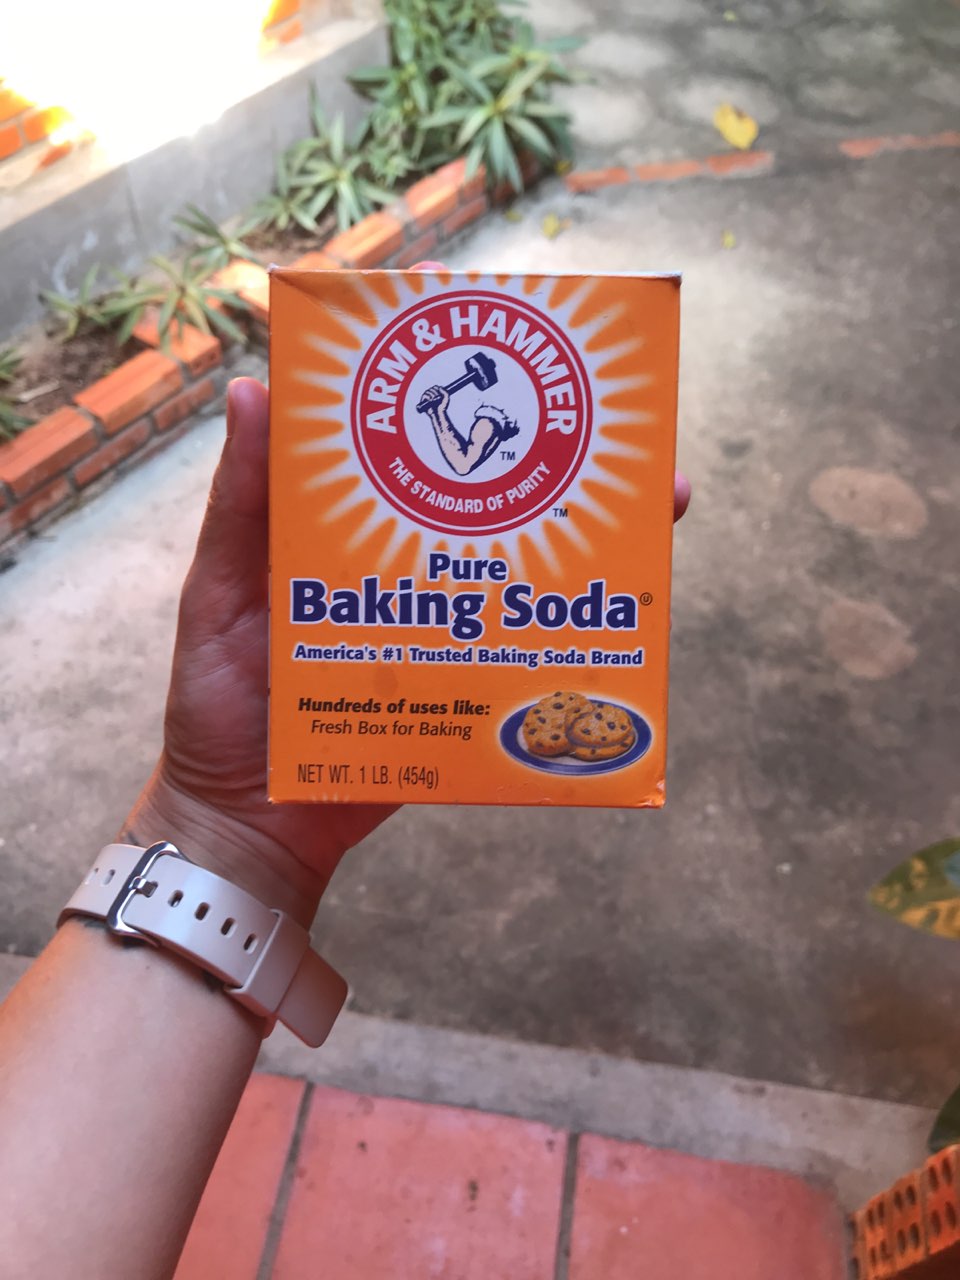 ARM & HAMMER
THE STANDARD OF PURITY
TM
TM
Pure
Baking Soda Ⓤ
America's #1 Trusted Baking Soda Brand
Hundreds of uses like:
Fresh Box for Baking
NET WT. 1 LB. (454g)